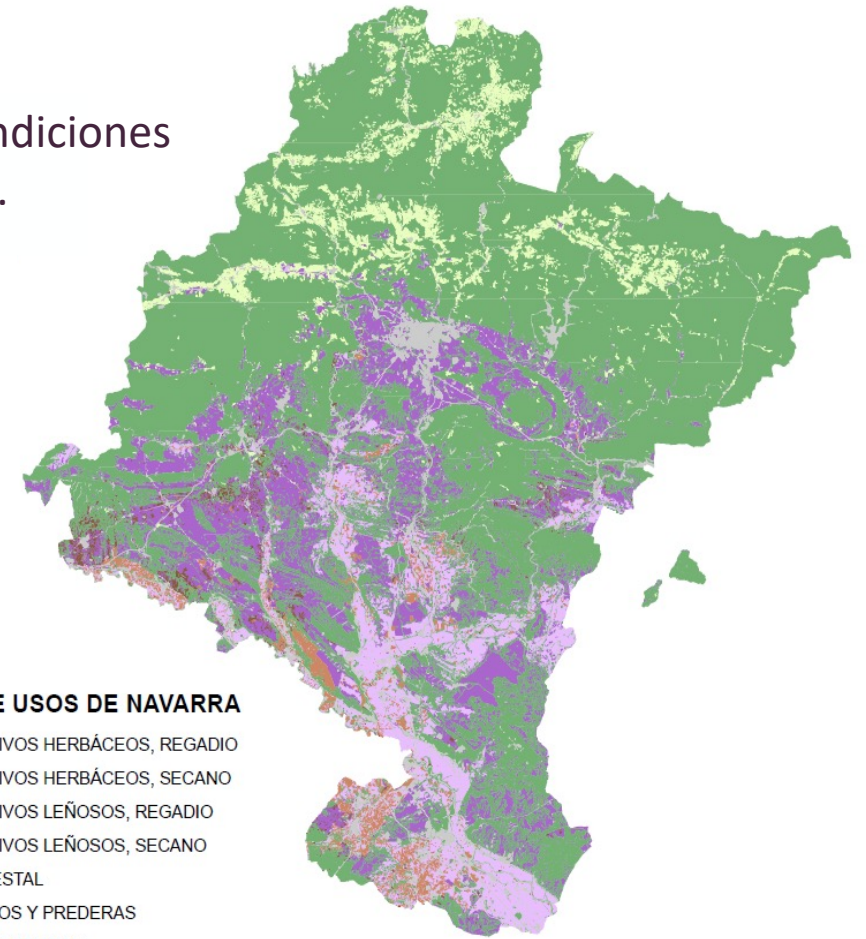 ndiciones
.
E USOS DE NAVARRA
IVOS HERBÁCEOS, REGADIO
IVOS HERBÁCEOS, SECANO
IVOS LEÑOSOS, REGADIO
IVOS LEÑOSOS, SECANO
ESTAL
OS Y PREDERAS